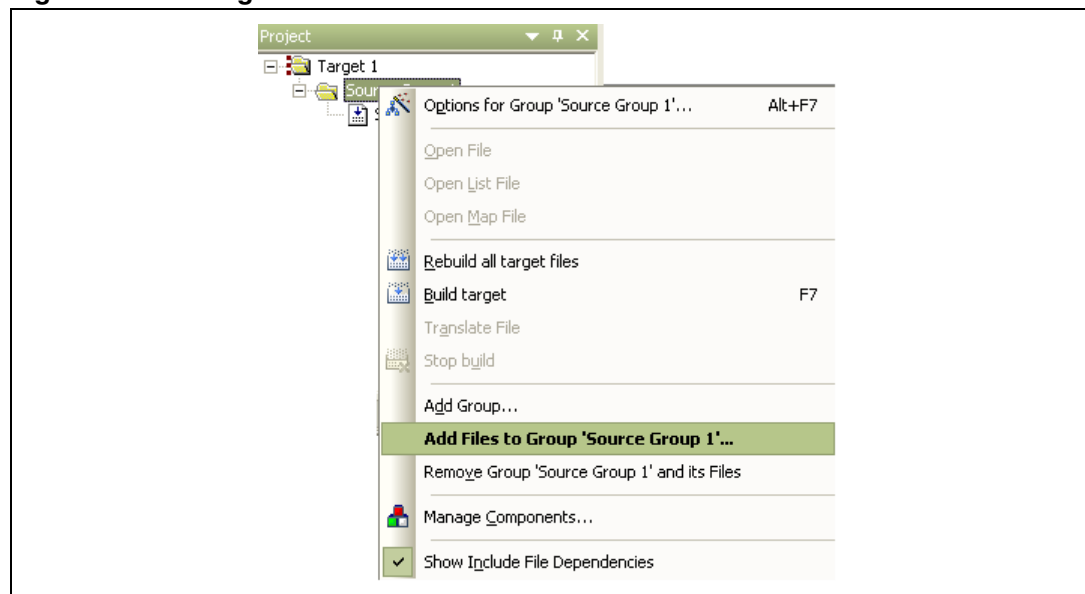 Project
Target 1
Options for Group 'Source Group 1'... Alt+F7
Open File
Open List File
Open Map File
Rebuild all target files
Build target F7
Translate File
Stop build
Add Group...
Add Files to Group 'Source Group 1'...
Remove Group 'Source Group 1' and its Files
Manage Components...
Show Include File Dependencies